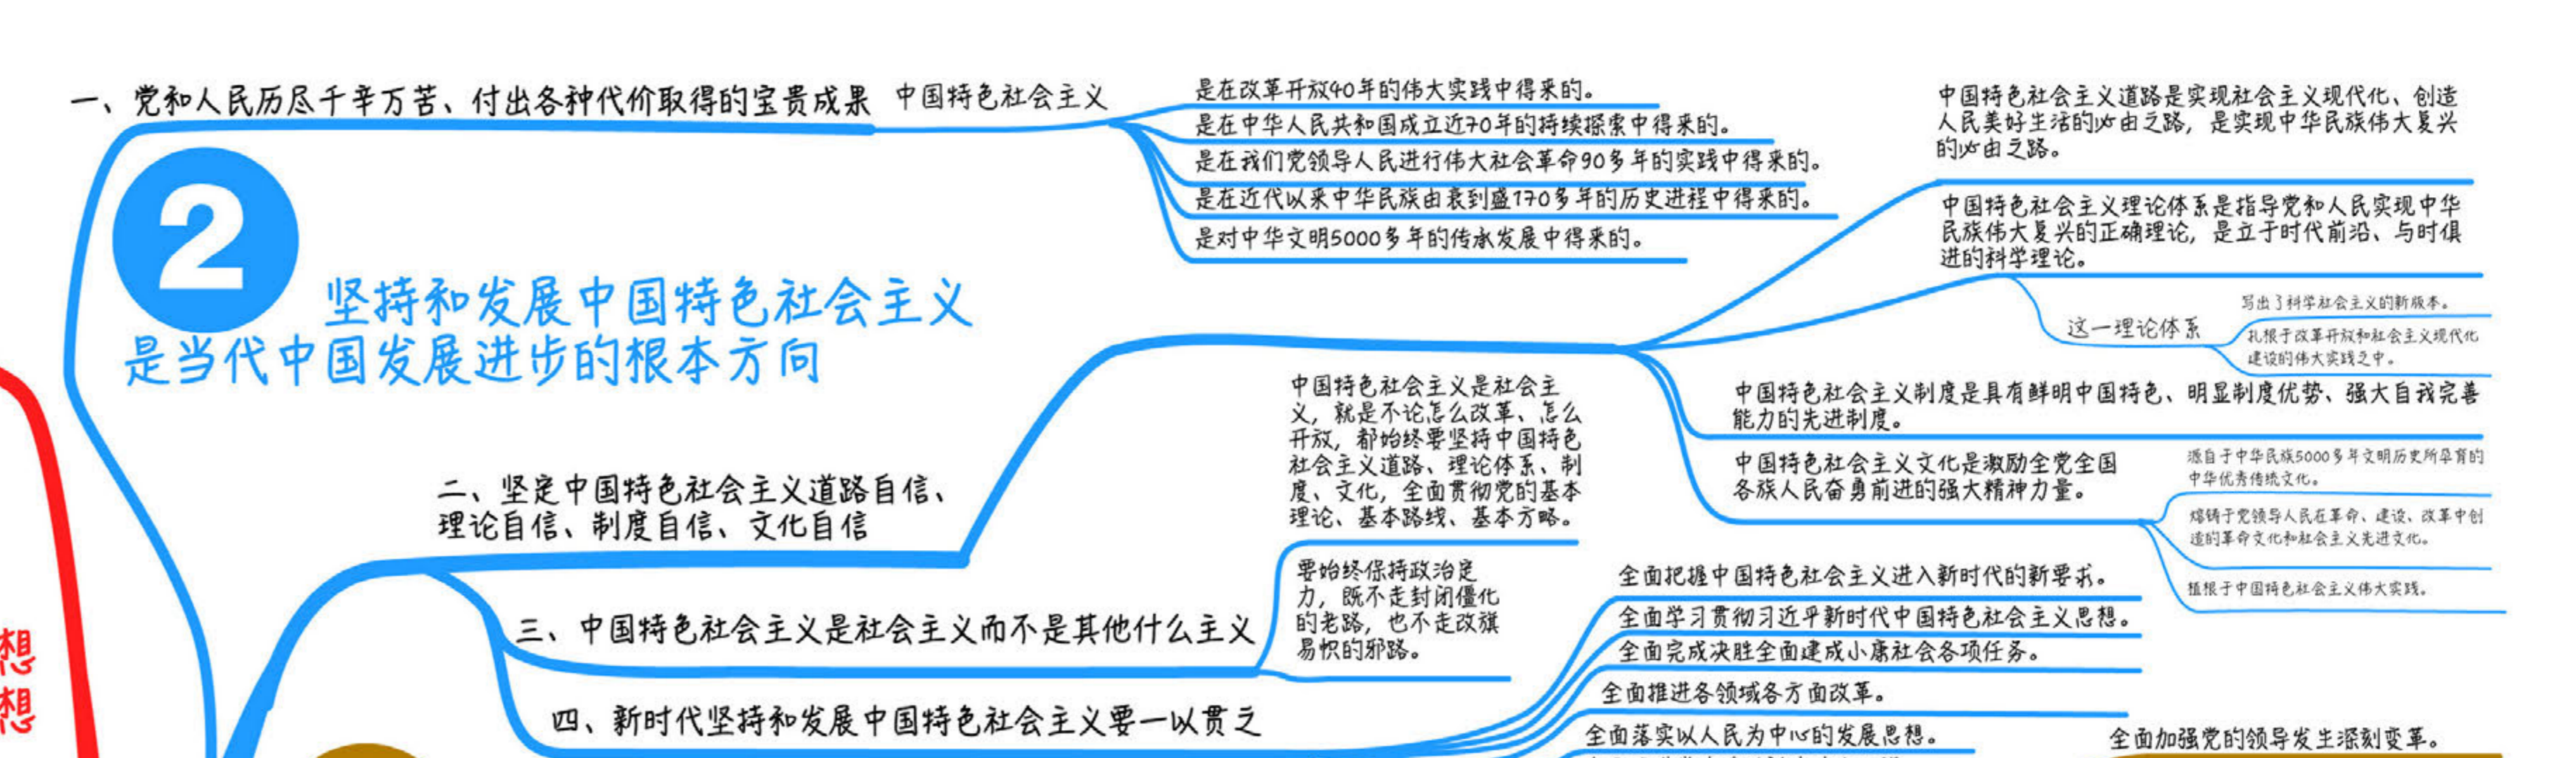 一、党和人民历尽千辛万苦、付出各种代价取得的宝贵成果
中国特色社会主义
是在改革开放40年的伟大实践中得来的。
是在中华人民共和国成立近70年的持续探索中得来的。
是在我们党领导人民进行伟大社会革命90多年的实践中得来的。
是在近代以来中华民族由衰到盛170多年的历史进程中得来的。
是对中华文明5000多年的传承发展中得来的。
2
坚持和发展中国特色社会主义
是当代中国发展进步的根本方向
二、坚定中国特色社会主义道路自信、
理论自信、制度自信、文化自信
中国特色社会主义道路是实现社会主义现代化、创造
人民美好生活的必由之路，是实现中华民族伟大复兴
的必由之路。
中国特色社会主义理论体系是指导党和人民实现中华
民族伟大复兴的正确理论，是立于时代前沿、与时俱
进的科学理论。
这一理论体系
写出了科学社会主义的新版本。
扎根于改革开放和社会主义现代化
建设的伟大实践之中。
中国特色社会主义制度是具有鲜明中国特色、明显制度优势、强大自我完善
能力的先进制度。
中国特色社会主义文化是激励全党全国
各族人民奋勇前进的强大精神力量。
源自于中华民族5000多年文明历史所孕育的
中华优秀传统文化。
熔铸于党领导人民在革命、建设、改革中创
造的革命文化和社会主义先进文化。
植根于中国特色社会主义伟大实践。
三、中国特色社会主义是社会主义而不是其他什么主义
中国特色社会主义是社会主
义，就是不论怎么改革、怎么
开放，都始终要坚持中国特色
社会主义道路、理论体系、制
度、文化，全面贯彻党的基本
理论、基本路线、基本方略。
要始终保持政治定
力，既不走封闭僵化
的老路，也不走改旗
易帜的邪路。
四、新时代坚持和发展中国特色社会主义要一以贯之
全面把握中国特色社会主义进入新时代的新要求。
全面学习贯彻习近平新时代中国特色社会主义思想。
全面完成决胜全面建成小康社会各项任务。
全面推进各领域各方面改革。
全面落实以人民为中心的发展思想。
全面加强党的领导发生深刻变革。
想
想